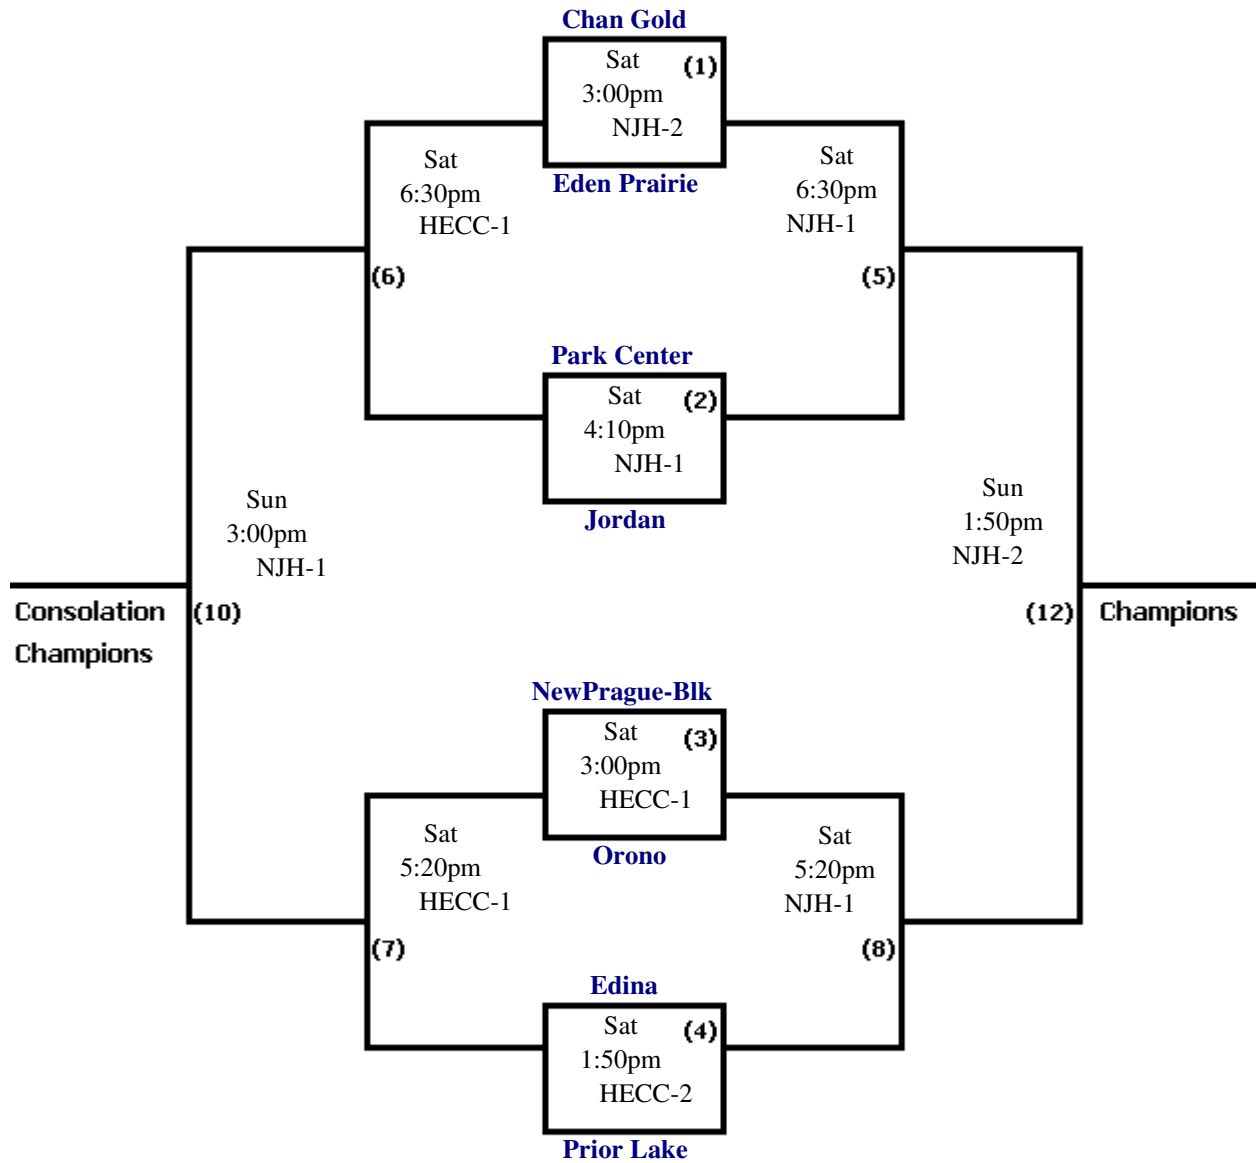 Chan Gold
Sat (1)
3:00pm
NJH-2
Eden Prairie
Sat
6:30pm
HECC-1
(6)
Sat
6:30pm
NJH-1
(5)
Park Center
Sat (2)
4:10pm
NJH-1
Jordan
Sun
3:00pm
NJH-1
Consolation (10)
Champions
Sun
1:50pm
NJH-2
(12) Champions
NewPrague-Blk
Sat (3)
3:00pm
HECC-1
Orono
Sat
5:20pm
HECC-1
(7)
Sat
5:20pm
NJH-1
(8)
Edina
Sat (4)
1:50pm
HECC-2
Prior Lake